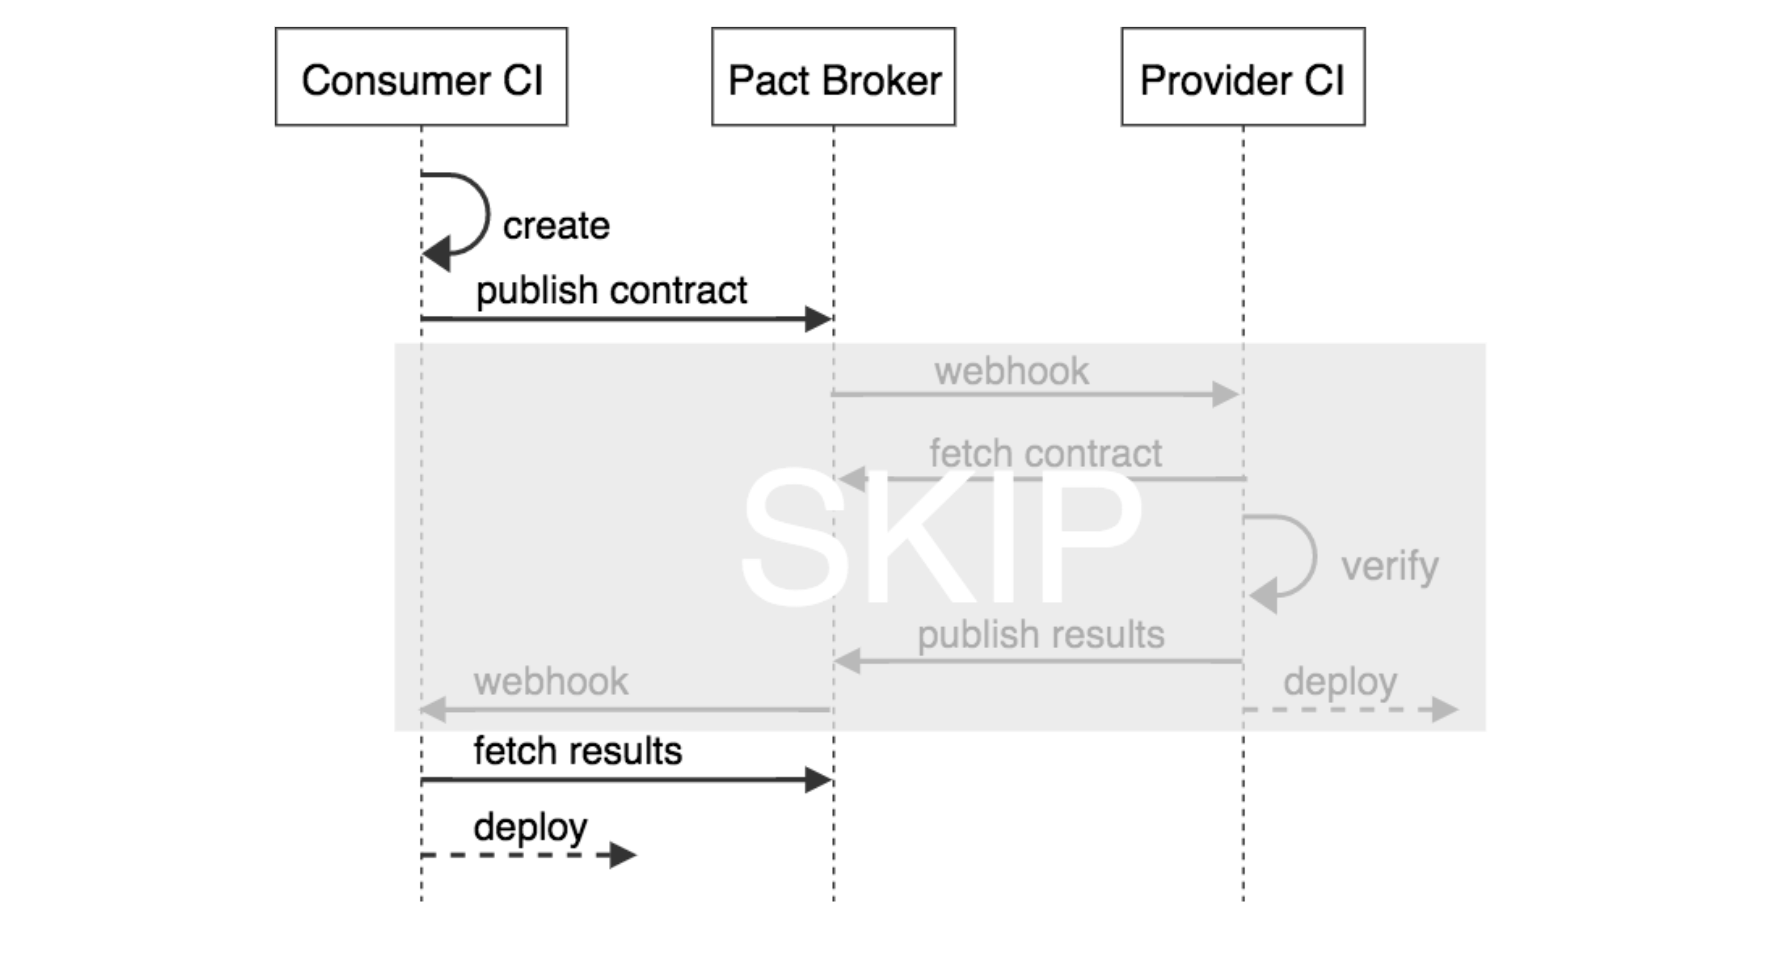 Consumer CI
Pact Broker
Provider CI
create
publish contract
webhook
fetch contract
SKIP
verify
publish results
webhook
deploy
fetch results
deploy